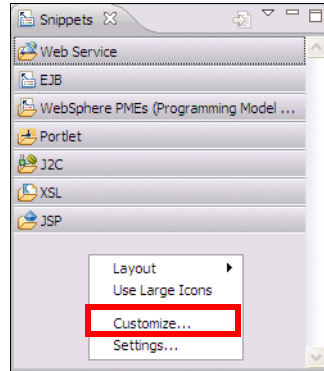 Snippets
Web Service
EJB
WebSphere PMEs (Programming Model ...
Portlet
J2C
XSL
JSP
Layout
Use Large Icons
Customize...
Settings...